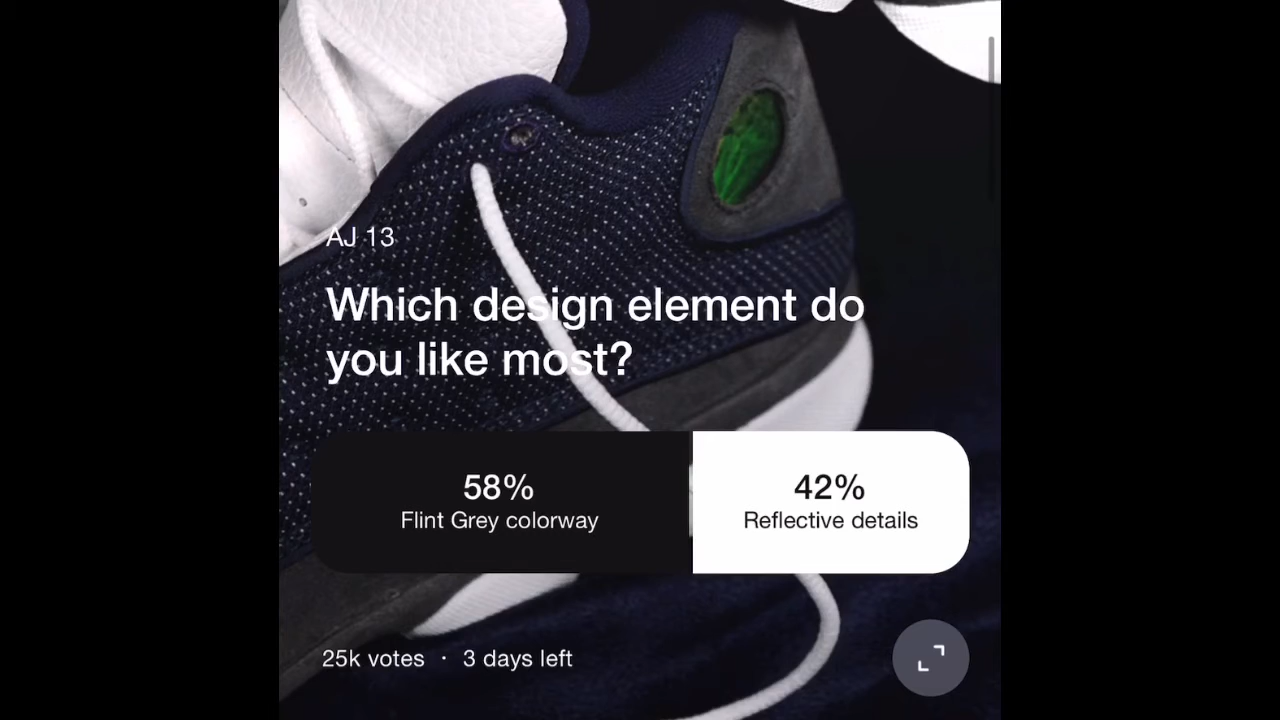 AJ 13
Which design element do
you like most?
58%
Flint Grey colorway
42%
Reflective details
25k votes · 3 days left